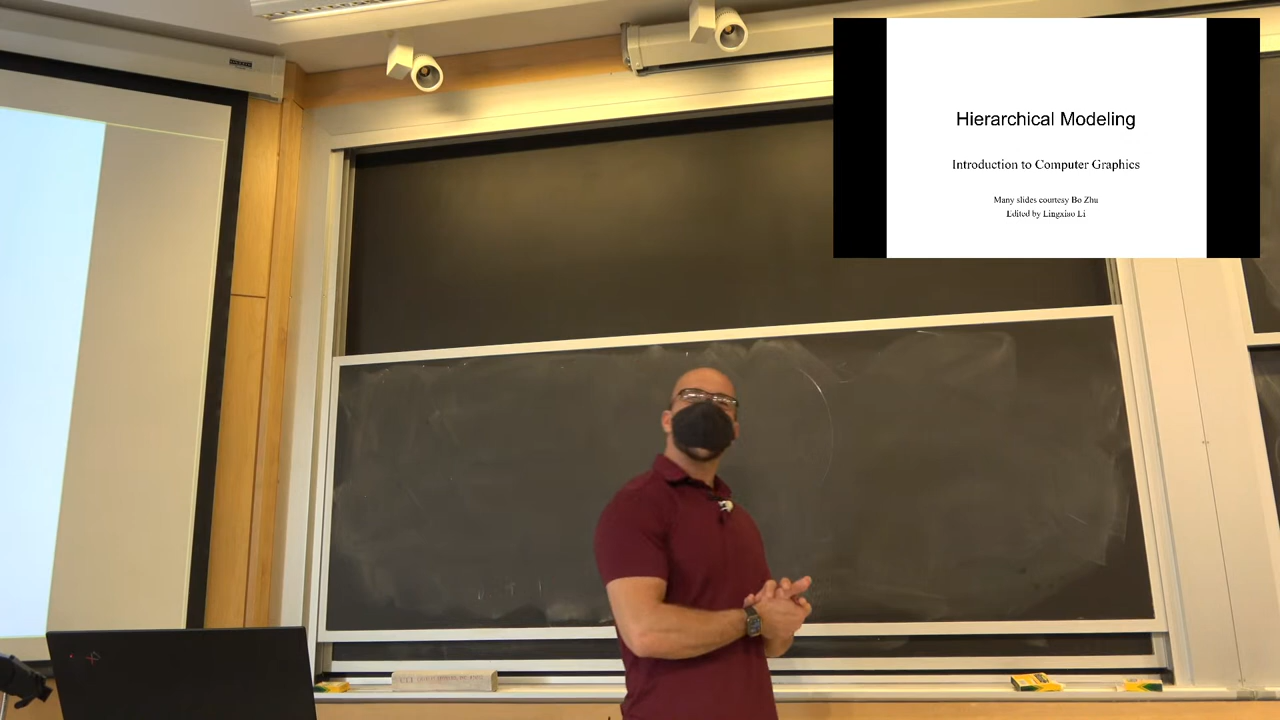 Hierarchical Modeling
Introduction to Computer Graphics
Many slides courtesy Bo Zhu
Edited by Lingxiao Li